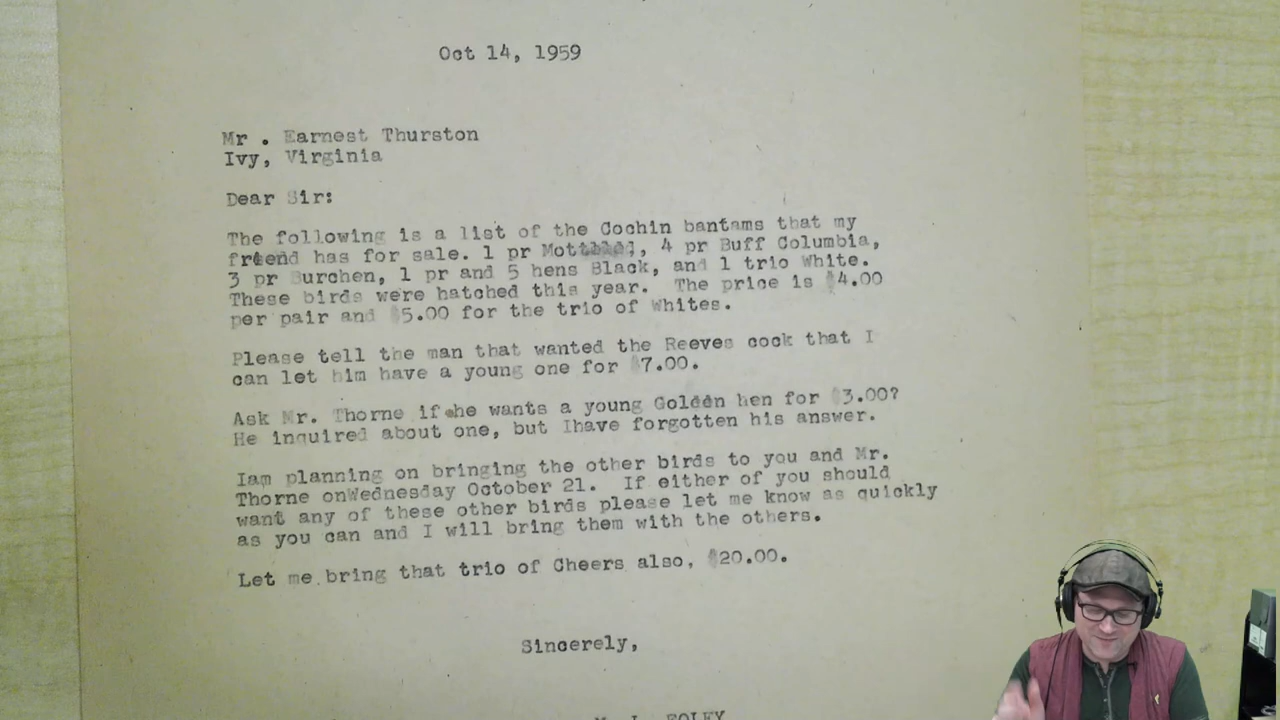 Oct 14, 1959
Mr . Earnest Thurston
Ivy, Virginia
Dear Sir:
The following is a list of the Cochin bantams that my
friend has for sale. 1 pr Mottled, 4 pr Buff Columbia,
3 pr Burchen, 1 pr and 5 hens Black, and 1 trio White.
These birds were hatched this year. The price is $4.00
per pair and $5.00 for the trio of Whites.
Please tell the man that wanted the Reeves cock that I
can let him have a young one for $7.00.
Ask Mr. Thorne if he wants a young Golden hen for $3.00?
He inquired about one, but Ihave forgotten his answer.
Iam planning on bringing the other birds to you and Mr.
Thorne onWednesday October 21. If either of you should
want any of these other birds please let me know as quickly
as you can and I will bring them with the others.
Let me bring that trio of Cheers also, $20.00.
Sincerely,
FOLEY